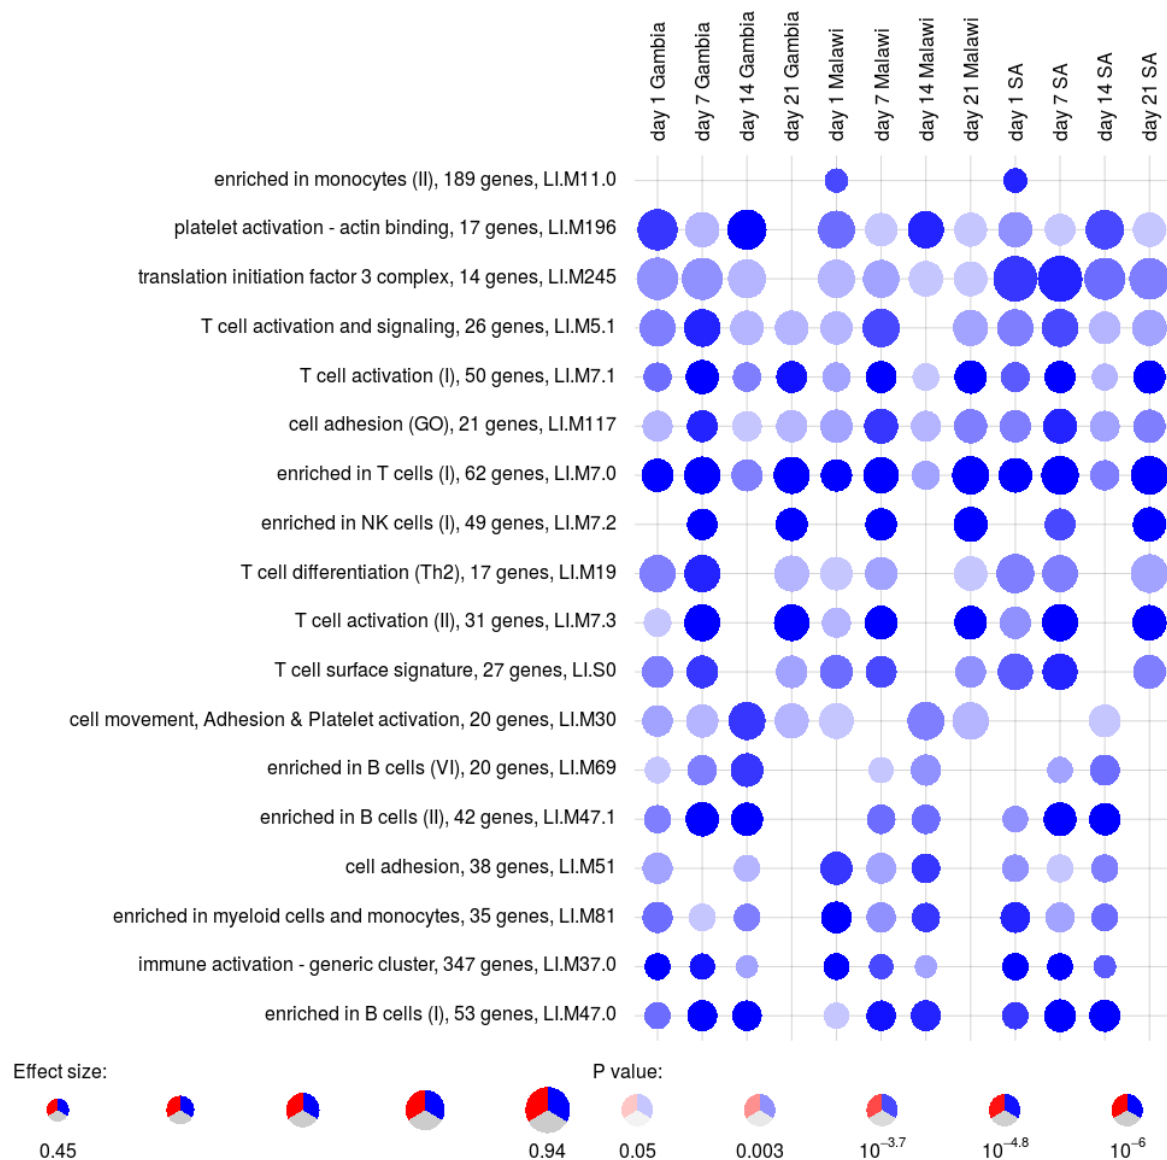 day 1 Gambia
day 7 Gambia
day 14 Gambia
day 21 Gambia
day 1 Malawi
day 7 Malawi
day 14 Malawi
day 21 Malawi
day 1 SA
day 7 SA
day 14 SA
day 21 SA
enriched in monocytes (II), 189 genes, LI.M11.0
platelet activation - actin binding, 17 genes, LI.M196
translation initiation factor 3 complex, 14 genes, LI.M245
T cell activation and signaling, 26 genes, LI.M5.1
T cell activation (I), 50 genes, LI.M7.1
cell adhesion (GO), 21 genes, LI.M117
enriched in T cells (I), 62 genes, LI.M7.0
enriched in NK cells (I), 49 genes, LI.M7.2
T cell differentiation (Th2), 17 genes, LI.M19
T cell activation (II), 31 genes, LI.M7.3
T cell surface signature, 27 genes, LI.S0
cell movement, Adhesion & Platelet activation, 20 genes, LI.M30
enriched in B cells (VI), 20 genes, LI.M69
enriched in B cells (II), 42 genes, LI.M47.1
cell adhesion, 38 genes, LI.M51
enriched in myeloid cells and monocytes, 35 genes, LI.M81
immune activation - generic cluster, 347 genes, LI.M37.0
enriched in B cells (I), 53 genes, LI.M47.0
Effect size:
0.45
0.94
P value:
0.05
0.003
10⁻³·⁷
10⁻⁴·⁸
10⁻⁶